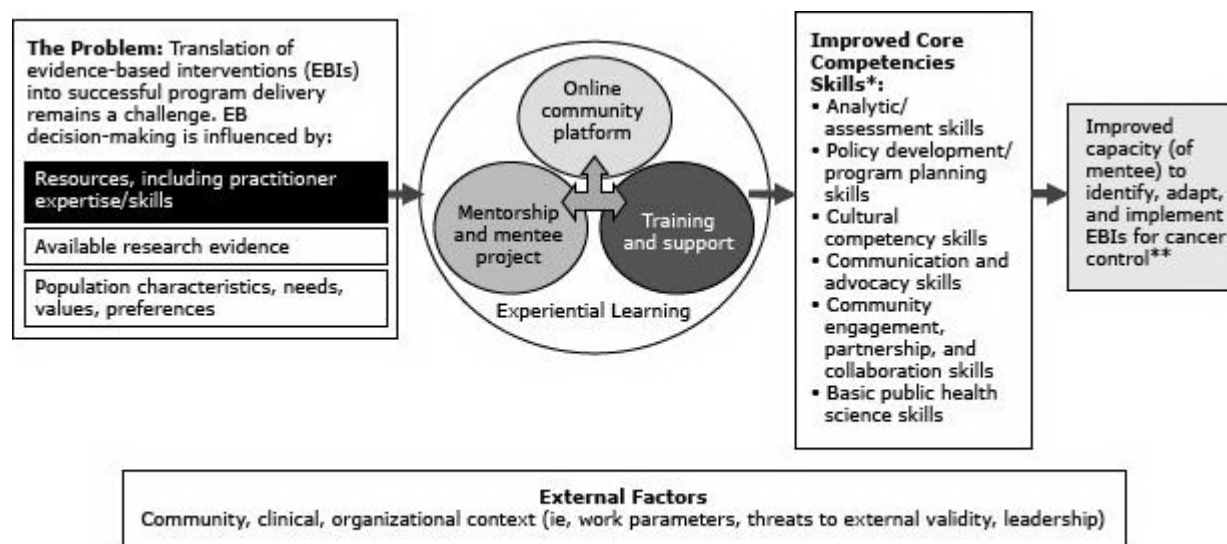 The Problem: Translation of
evidence-based interventions (EBIs)
into successful program delivery
remains a challenge. EB
decision-making is influenced by:
Resources, including practitioner
expertise/skills
Available research evidence
Population characteristics, needs,
values, preferences
Online
community
platform
Mentorship
and mentee
project
Training
and support
Experiential Learning
Improved Core
Competencies
Skills*:
▪ Analytic/
assessment skills
▪ Policy development/
program planning
skills
▪ Cultural
competency skills
▪ Communication and
advocacy skills
▪ Community
engagement,
partnership, and
collaboration skills
▪ Basic public health
science skills
Improved
capacity (of
mentee) to
identify, adapt,
and implement
EBIs for cancer
control**
External Factors
Community, clinical, organizational context (ie, work parameters, threats to external validity, leadership)